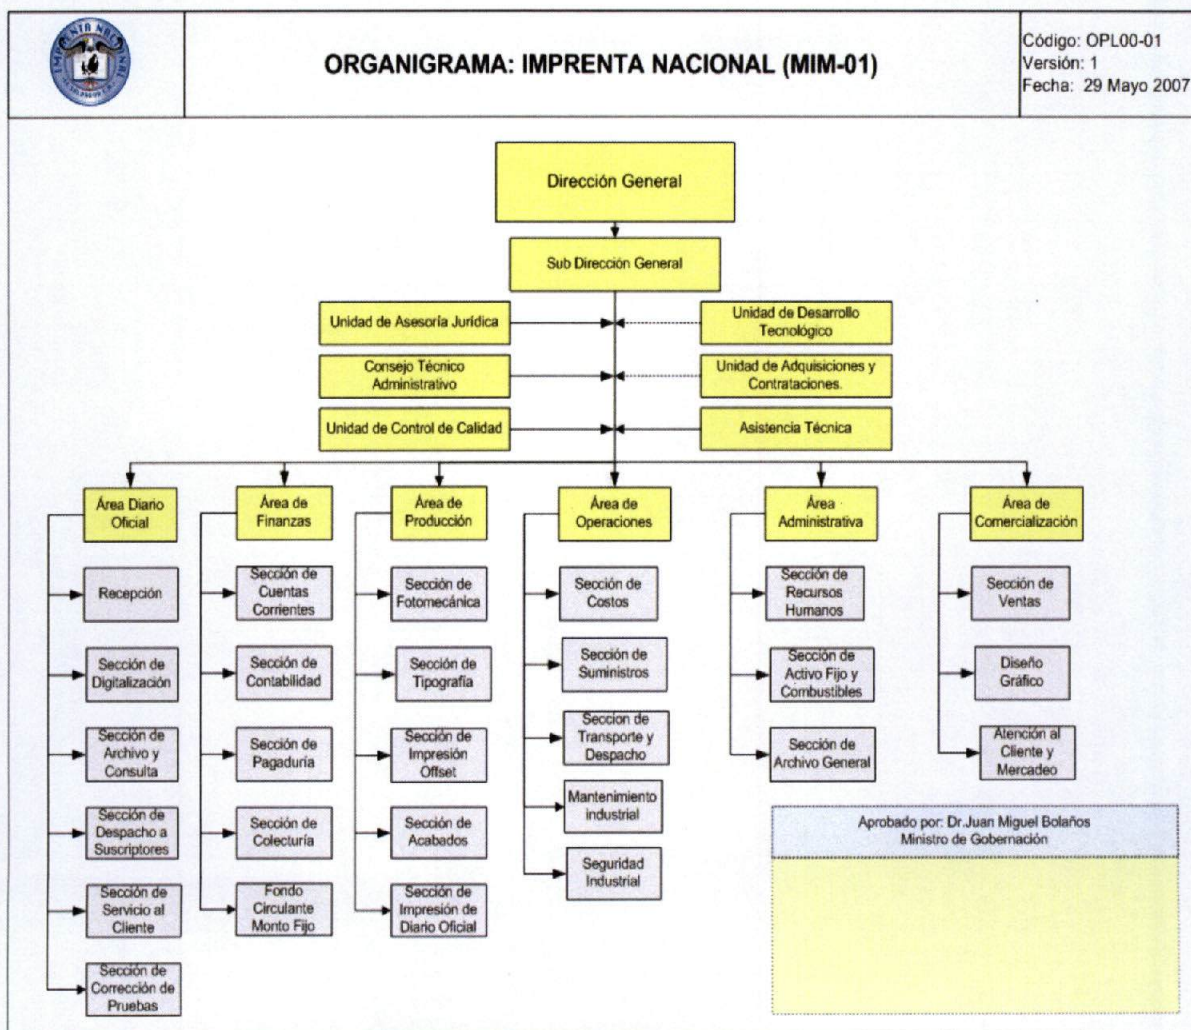 IMPRENTA NACIONAL
ORGANIGRAMA: IMPRENTA NACIONAL (MIM-01)
Código: OPL00-01
Versión: 1
Fecha: 29 Mayo 2007
Dirección General
Sub Dirección General
Unidad de Asesoría Jurídica
Unidad de Desarrollo
Tecnológico
Consejo Técnico
Administrativo
Unidad de Adquisiciones y
Contrataciones.
Unidad de Control de Calidad
Asistencia Técnica
Área Diario
Oficial
Recepción
Sección de
Digitalización
Sección de
Archivo y
Consulta
Sección de
Despacho a
Suscriptores
Sección de
Servicio al
Cliente
Sección de
Corrección de
Pruebas
Área de
Finanzas
Sección de
Cuentas
Corrientes
Sección de
Contabilidad
Sección de
Pagaduría
Sección de
Colecturía
Fondo
Circulante
Monto Fijo
Área de
Producción
Sección de
Fotomecánica
Sección de
Tipografía
Sección de
Impresión
Offset
Sección de
Acabados
Sección de
Impresión de
Diario Oficial
Área de
Operaciones
Sección de
Costos
Sección de
Suministros
Seccion de
Transporte y
Despacho
Mantenimiento
industrial
Seguridad
Industrial
Área
Administrativa
Sección de
Recursos
Humanos
Sección de
Activo Fijo y
Combustibles
Sección de
Archivo General
Área de
Comercialización
Sección de
Ventas
Diseño
Gráfico
Atención al
Cliente y
Mercadeo
Aprobado por: Dr.Juan Miguel Bolaños
Ministro de Gobernación